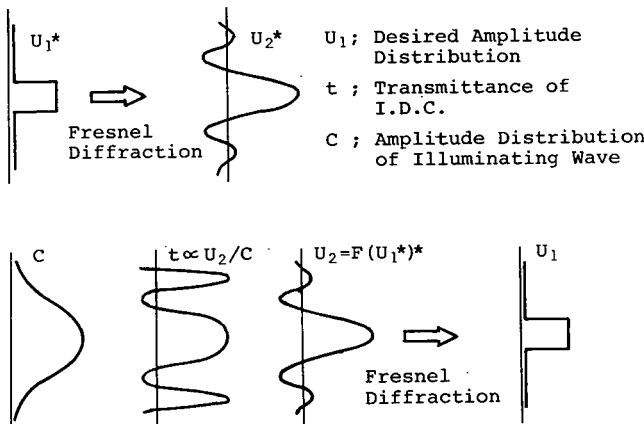 U₁*
Fresnel
Diffraction
U₂*
U₁; Desired Amplitude
Distribution
t ; Transmittance of
I.D.C.
C ; Amplitude Distribution
of Illuminating Wave
C
t∝U₂/C
U₂=F(U₁*)*
Fresnel
Diffraction
U₁